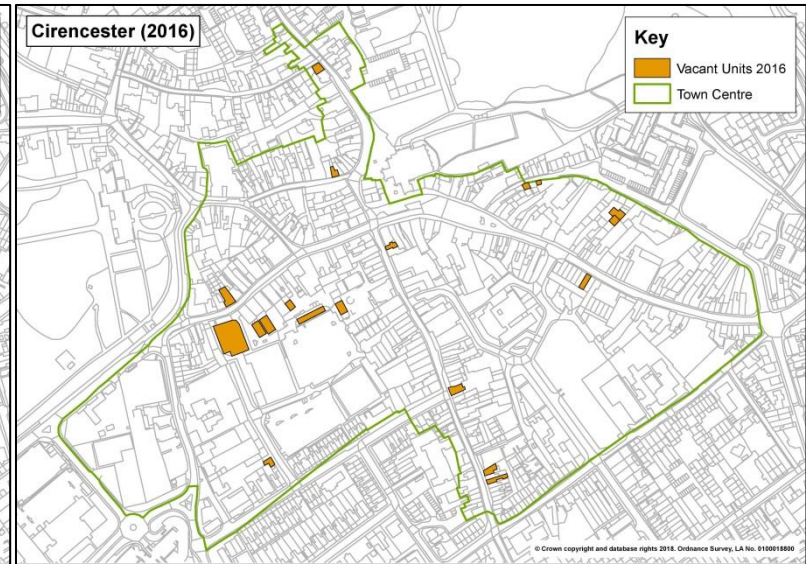 Cirencester (2016)
Key
Vacant Units 2016
Town Centre
© Crown copyright and database rights 2018. Ordnance Survey, LA No. 0100018800